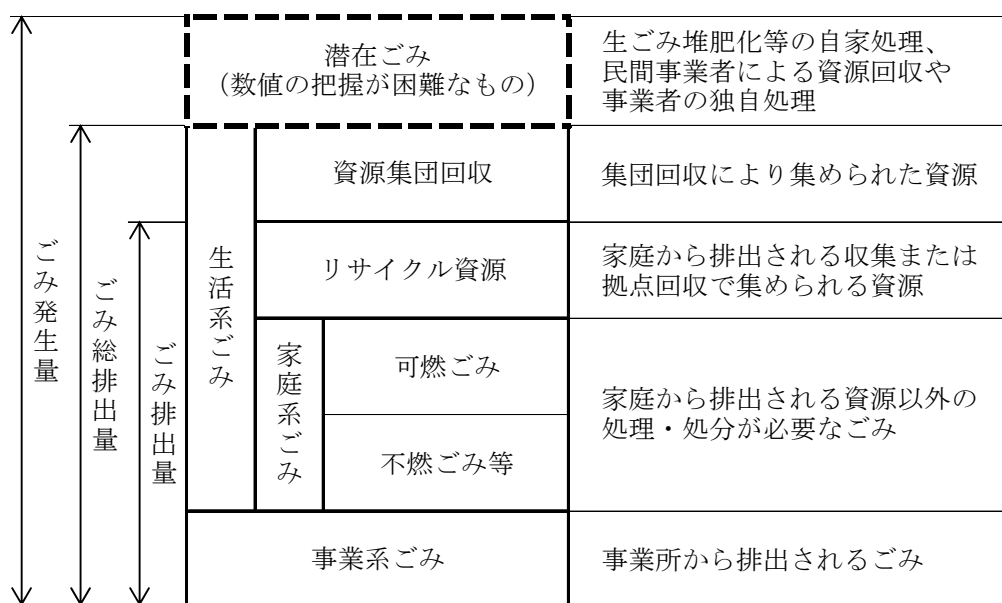 潜在ごみ
（数値の把握が困難なもの）
生ごみ堆肥化等の自家処理、
民間事業者による資源回収や
事業者の独自処理
資源集団回収
集団回収により集められた資源
リサイクル資源
家庭から排出される収集または
拠点回収で集められる資源
ごみ発生量
ごみ総排出量
ごみ排出量
生活系ごみ
家庭系ごみ
可燃ごみ
不燃ごみ等
家庭から排出される資源以外の
処理・処分が必要なごみ
事業系ごみ
事業所から排出されるごみ